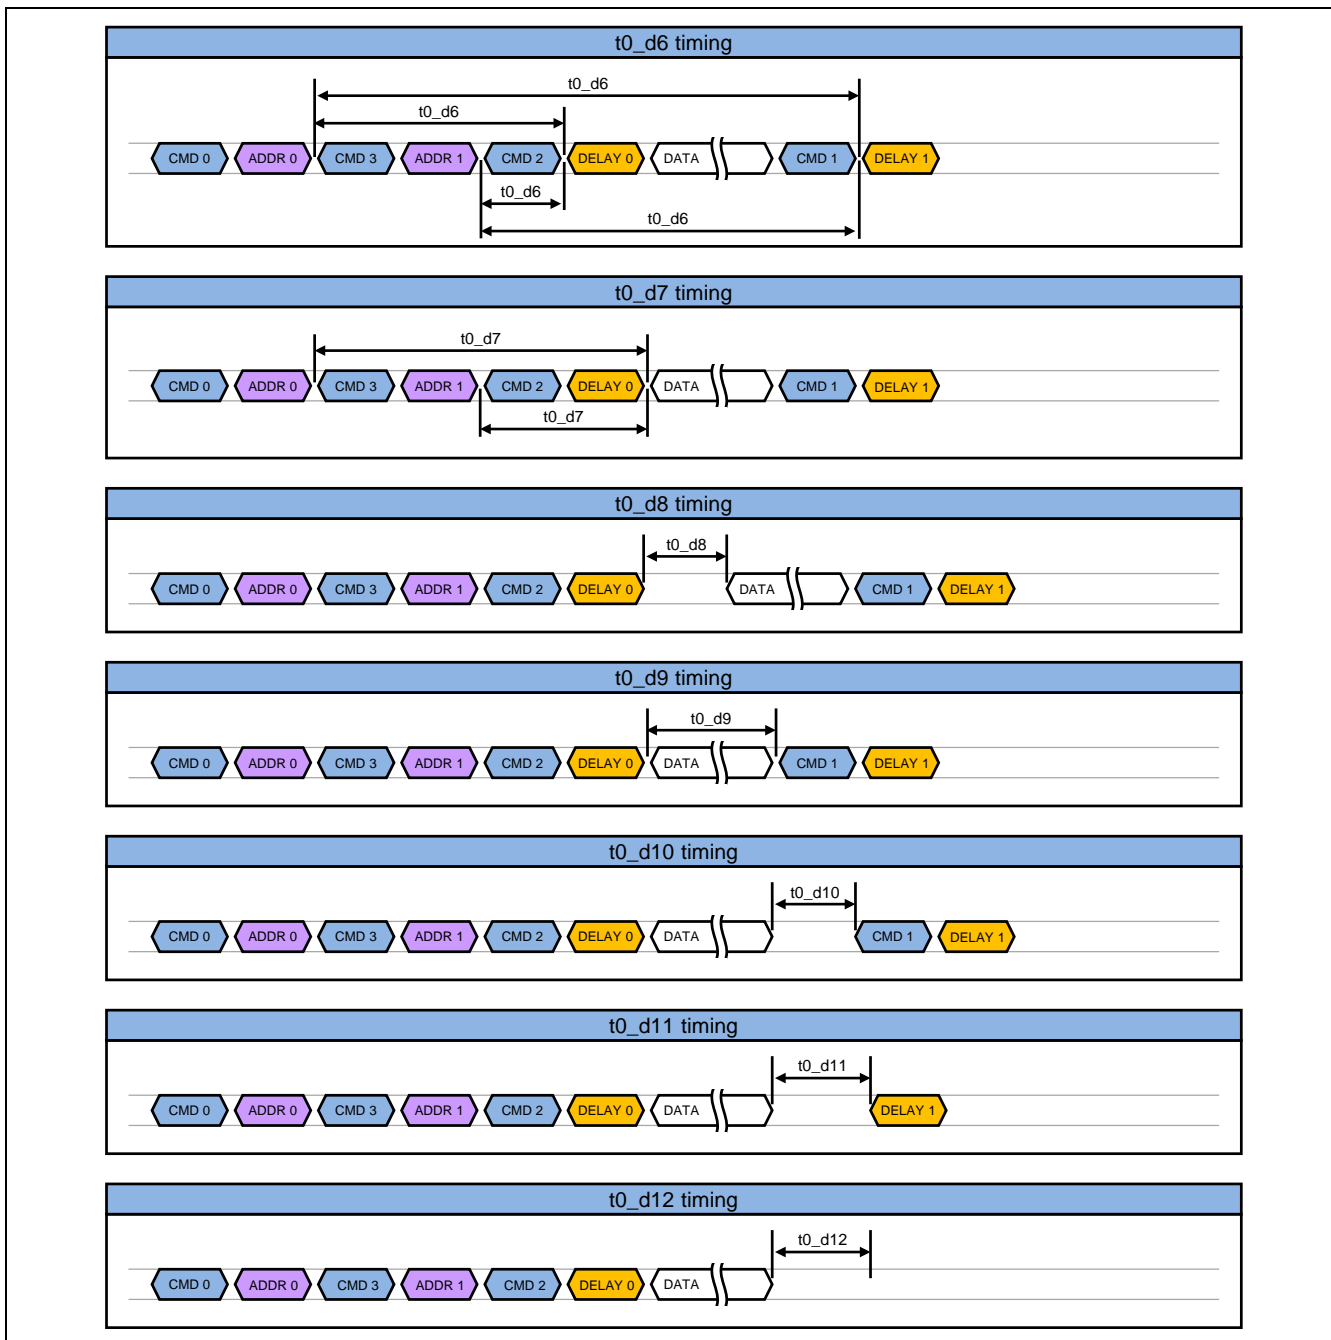 t0_d6 timing
t0_d6
t0_d6
CMD 0 ADDR 0 CMD 3 ADDR 1 CMD 2 DELAY 0 DATA CMD 1 DELAY 1
t0_d6
t0_d6
t0_d7 timing
t0_d7
CMD 0 ADDR 0 CMD 3 ADDR 1 CMD 2 DELAY 0 DATA CMD 1 DELAY 1
t0_d7
t0_d8 timing
t0_d8
CMD 0 ADDR 0 CMD 3 ADDR 1 CMD 2 DELAY 0 DATA CMD 1 DELAY 1
t0_d9 timing
t0_d9
CMD 0 ADDR 0 CMD 3 ADDR 1 CMD 2 DELAY 0 DATA CMD 1 DELAY 1
t0_d10 timing
t0_d10
CMD 0 ADDR 0 CMD 3 ADDR 1 CMD 2 DELAY 0 DATA CMD 1 DELAY 1
t0_d11 timing
t0_d11
CMD 0 ADDR 0 CMD 3 ADDR 1 CMD 2 DELAY 0 DATA DELAY 1
t0_d12 timing
t0_d12
CMD 0 ADDR 0 CMD 3 ADDR 1 CMD 2 DELAY 0 DATA